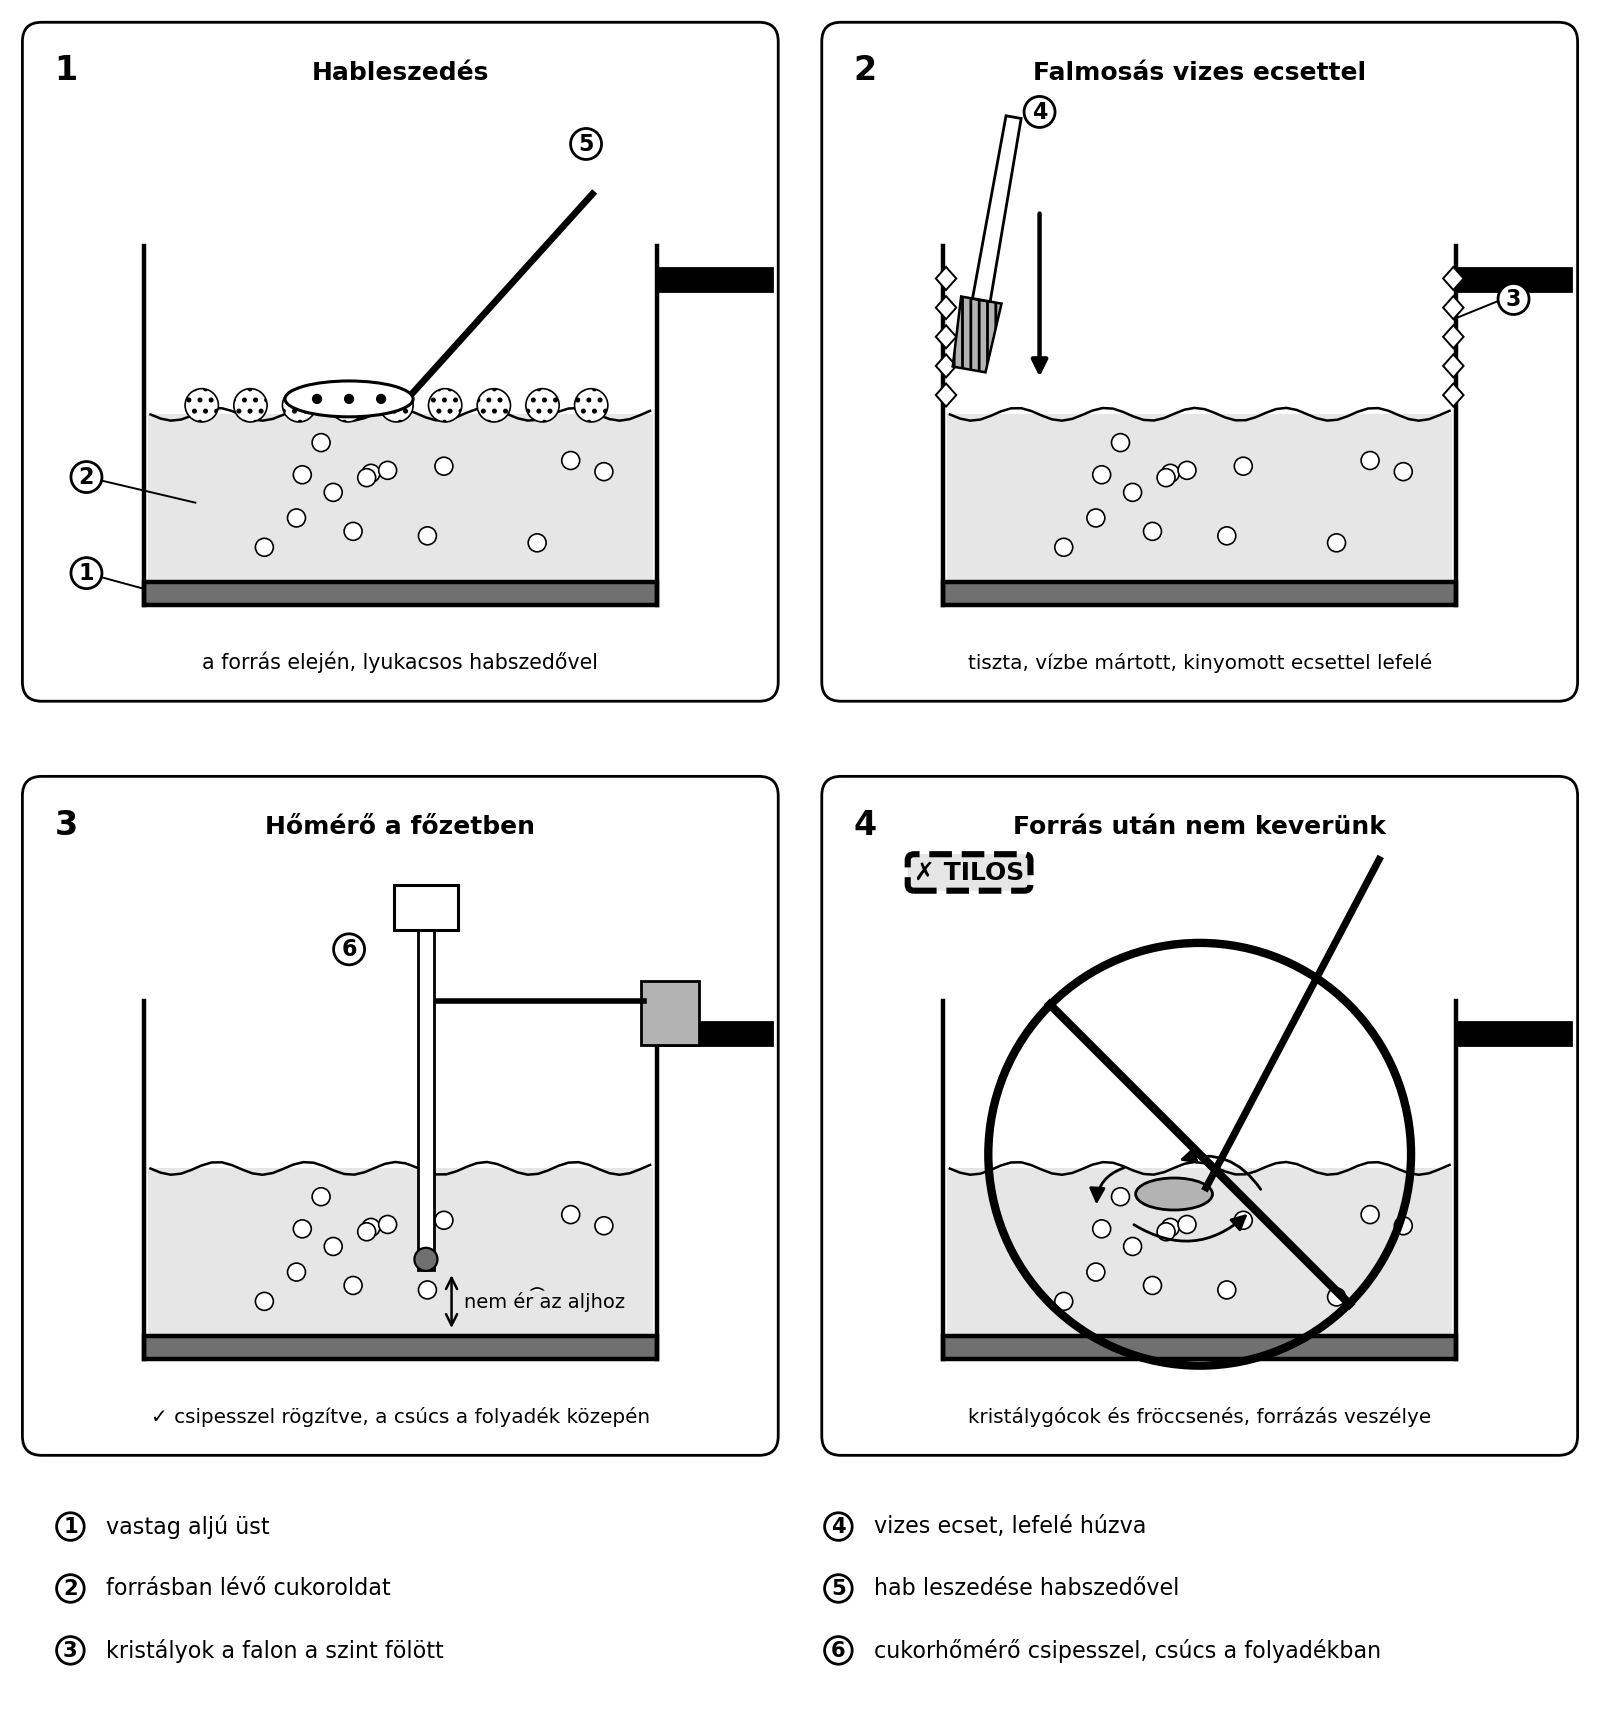 1 Hableszedés
5
2
1
a forrás elején, lyukacsos habszedővel
2 Falmosás vizes ecsettel
4
3
tiszta, vízbe mártott, kinyomott ecsettel lefelé
3 Hőmérő a főzetben
6
nem ér az aljhoz
✓ csipesszel rögzítve, a csúcs a folyadék közepén
4 Forrás után nem keverünk
✗ TILOS
kristálygócok és fröccsenés, forrázás veszélye
1 vastag aljú üst
2 forrásban lévő cukoroldat
3 kristályok a falon a szint fölött
4 vizes ecset, lefelé húzva
5 hab leszedése habszedővel
6 cukorhőmérő csipesszel, csúcs a folyadékban